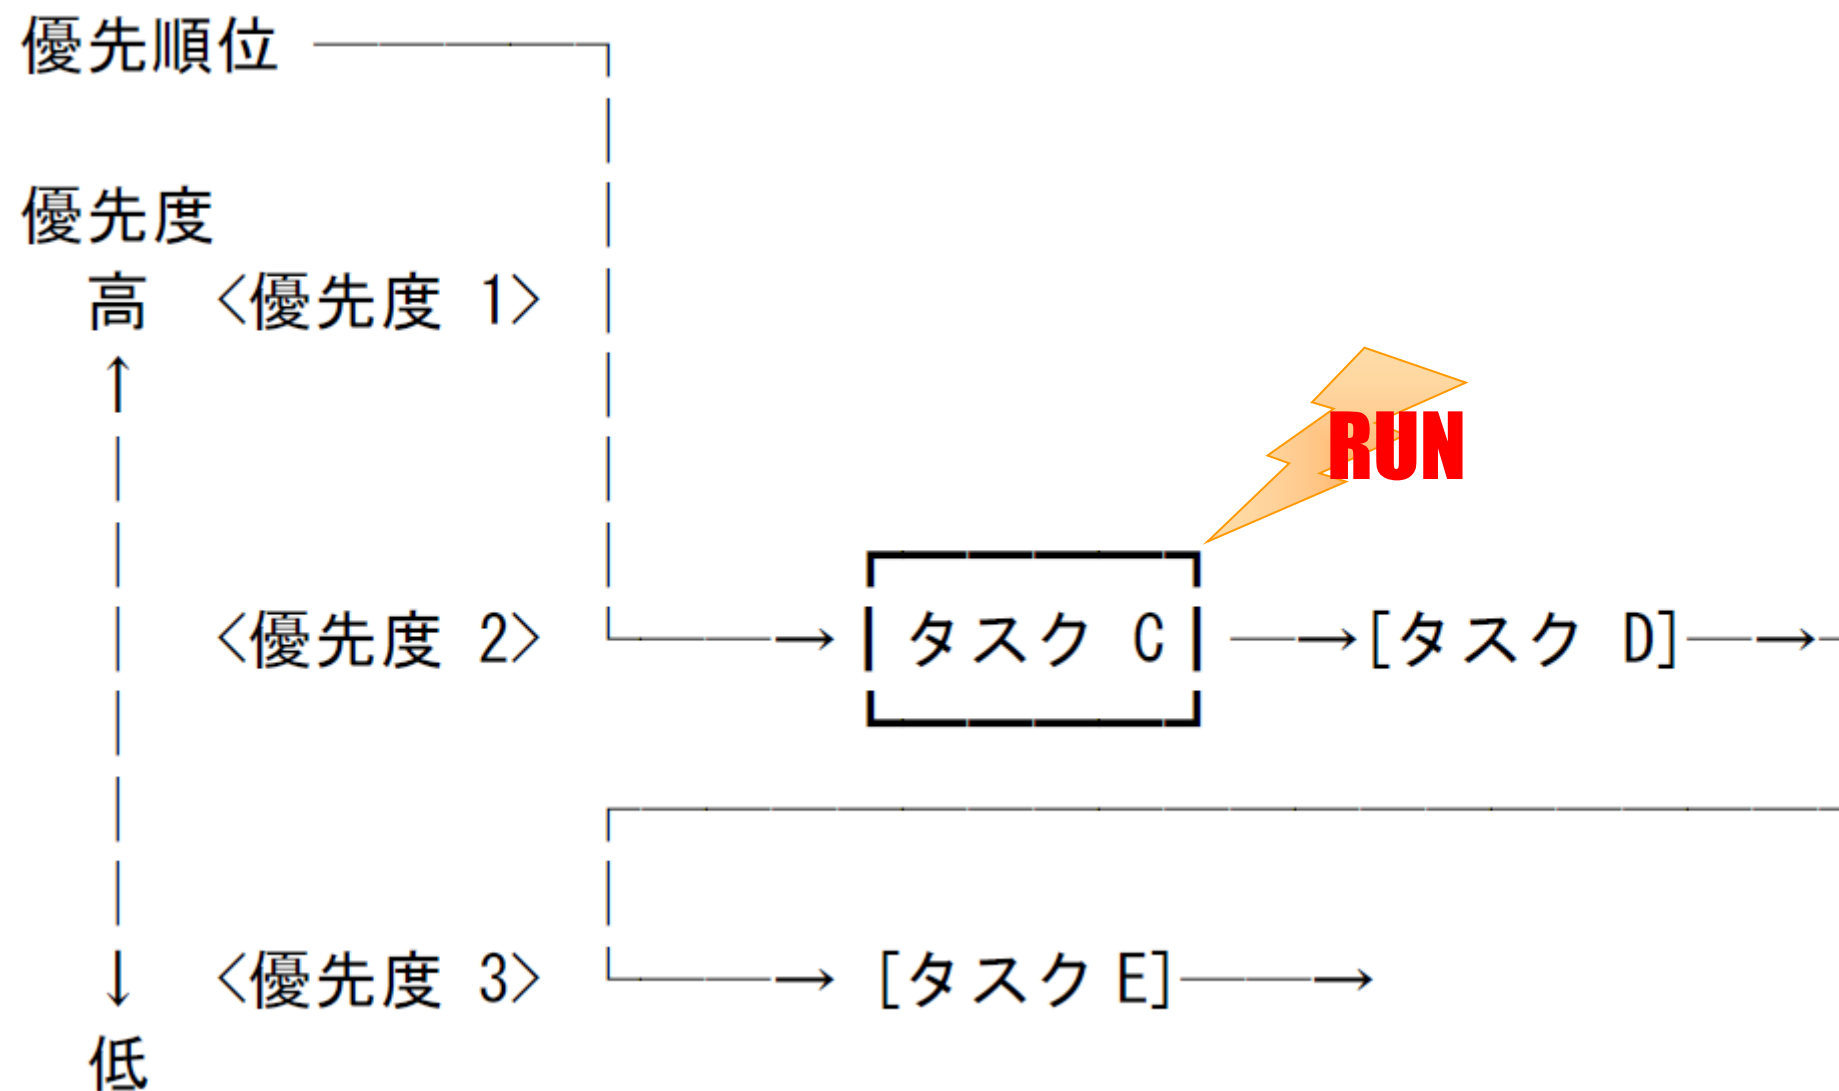 優先順位
優先度
高 <優先度 1>
↑
RUN
<優先度 2> → タスク C → [タスク D] →
↓ <優先度 3> → [タスクE] →
低